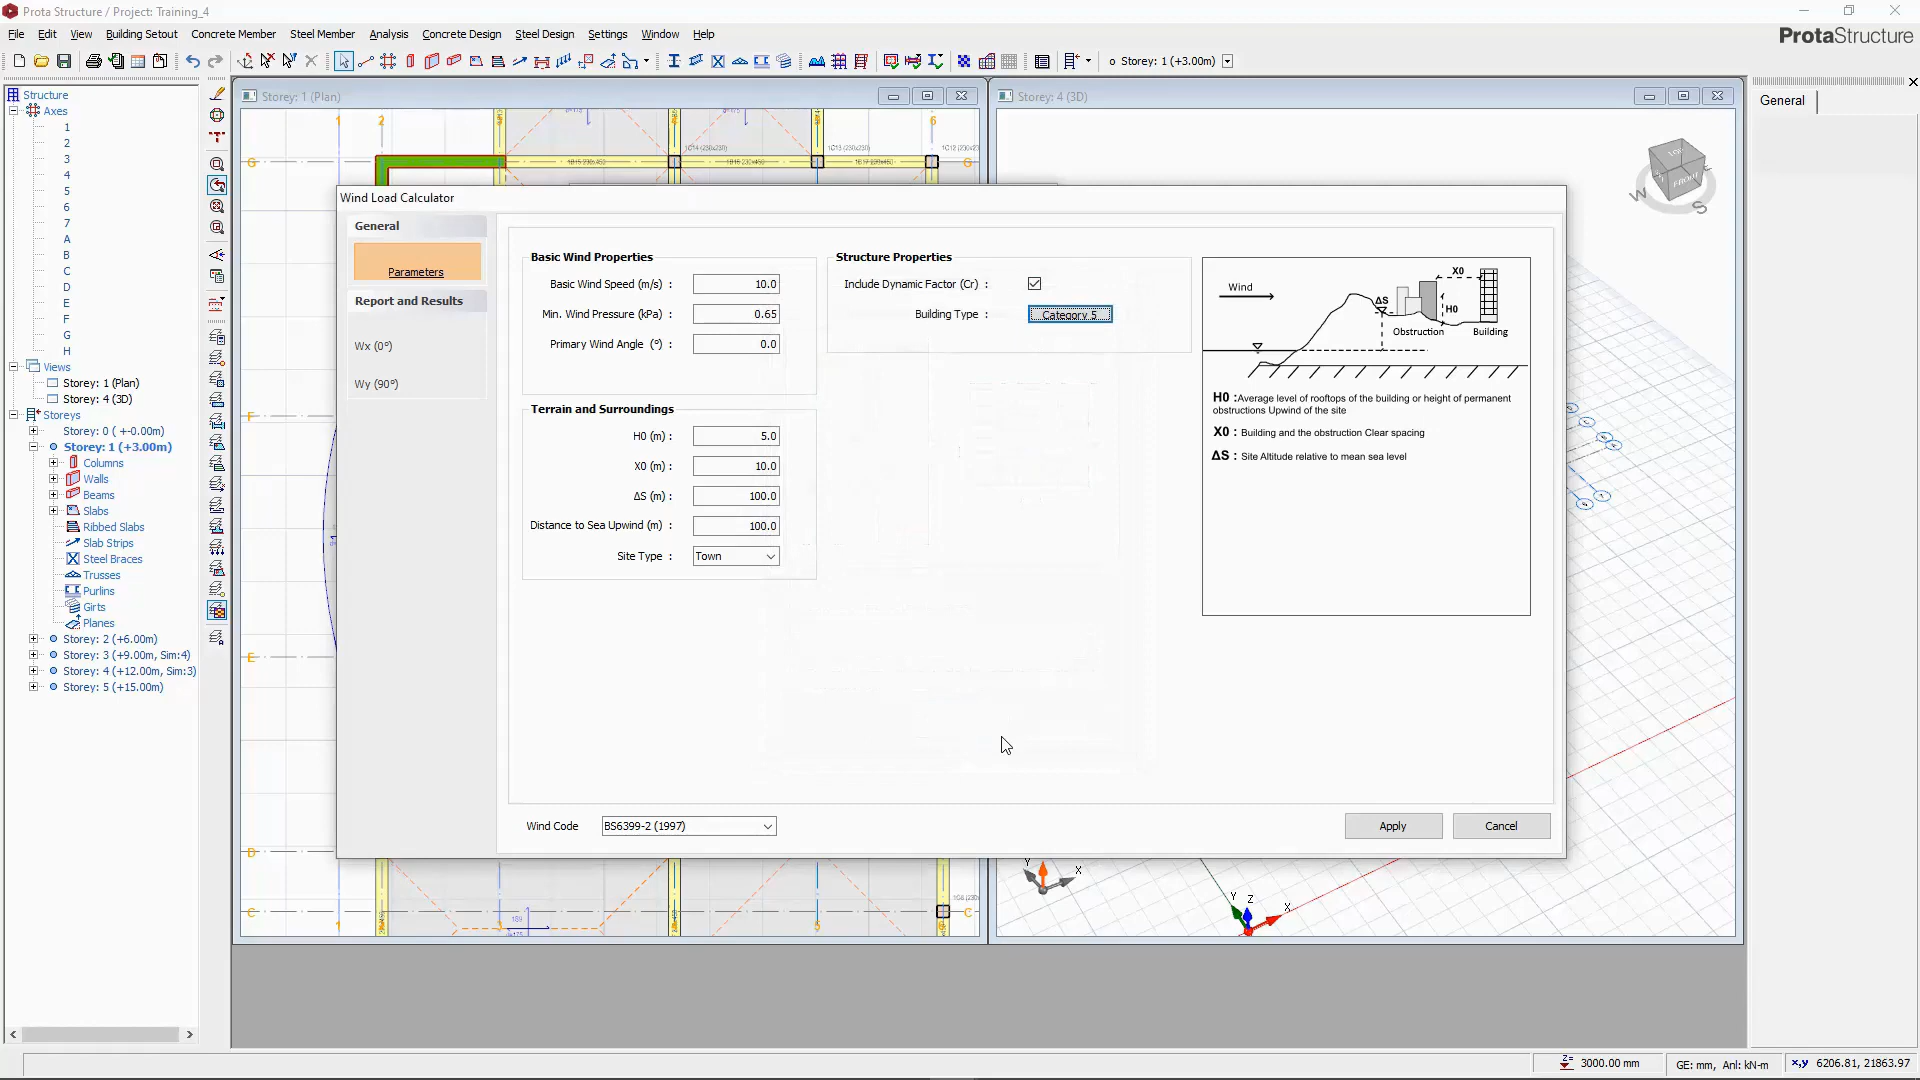 Prota Structure / Project: Training_4
File Edit View Building Setout Concrete Member Steel Member Analysis Concrete Design Steel Design Settings Window Help
ProtaStructure
Storey: 1 (+3.00m)
Structure
Axes
1
2
3
4
5
6
7
A
B
C
D
E
F
G
H
Views
Storey: 1 (Plan)
Storey: 4 (3D)
Storeys
Storey: 0 ( +-0.00m)
Storey: 1 (+3.00m)
Columns
Walls
Beams
Slabs
Ribbed Slabs
Slab Strips
Steel Braces
Trusses
Purlins
Girts
Planes
Storey: 2 (+6.00m)
Storey: 3 (+9.00m, Sim:4)
Storey: 4 (+12.00m, Sim:3)
Storey: 5 (+15.00m)
Storey: 1 (Plan)
1 2 6
G G
F
E
D
C C
Storey: 4 (3D)
General
TOP
FRONT
W S
Wind Load Calculator
General
Parameters
Report and Results
Wx (0°)
Wy (90°)
Basic Wind Properties
Basic Wind Speed (m/s) : 10.0
Min. Wind Pressure (kPa) : 0.65
Primary Wind Angle (°) : 0.0
Terrain and Surroundings
H0 (m) : 5.0
X0 (m) : 10.0
ΔS (m) : 100.0
Distance to Sea Upwind (m) : 100.0
Site Type : Town
Structure Properties
Include Dynamic Factor (Cr) :
Building Type : Category 5
Wind
X0
ΔS
H0
Obstruction
Building
H0 :Average level of rooftops of the building or height of permanent
obstructions Upwind of the site
X0 : Building and the obstruction Clear spacing
ΔS : Site Altitude relative to mean sea level
Wind Code BS6399-2 (1997)
Apply Cancel
Y X
Y Z X
189
3000.00 mm
GE: mm, Anl: kN-m
x,y 6206.81, 21863.97